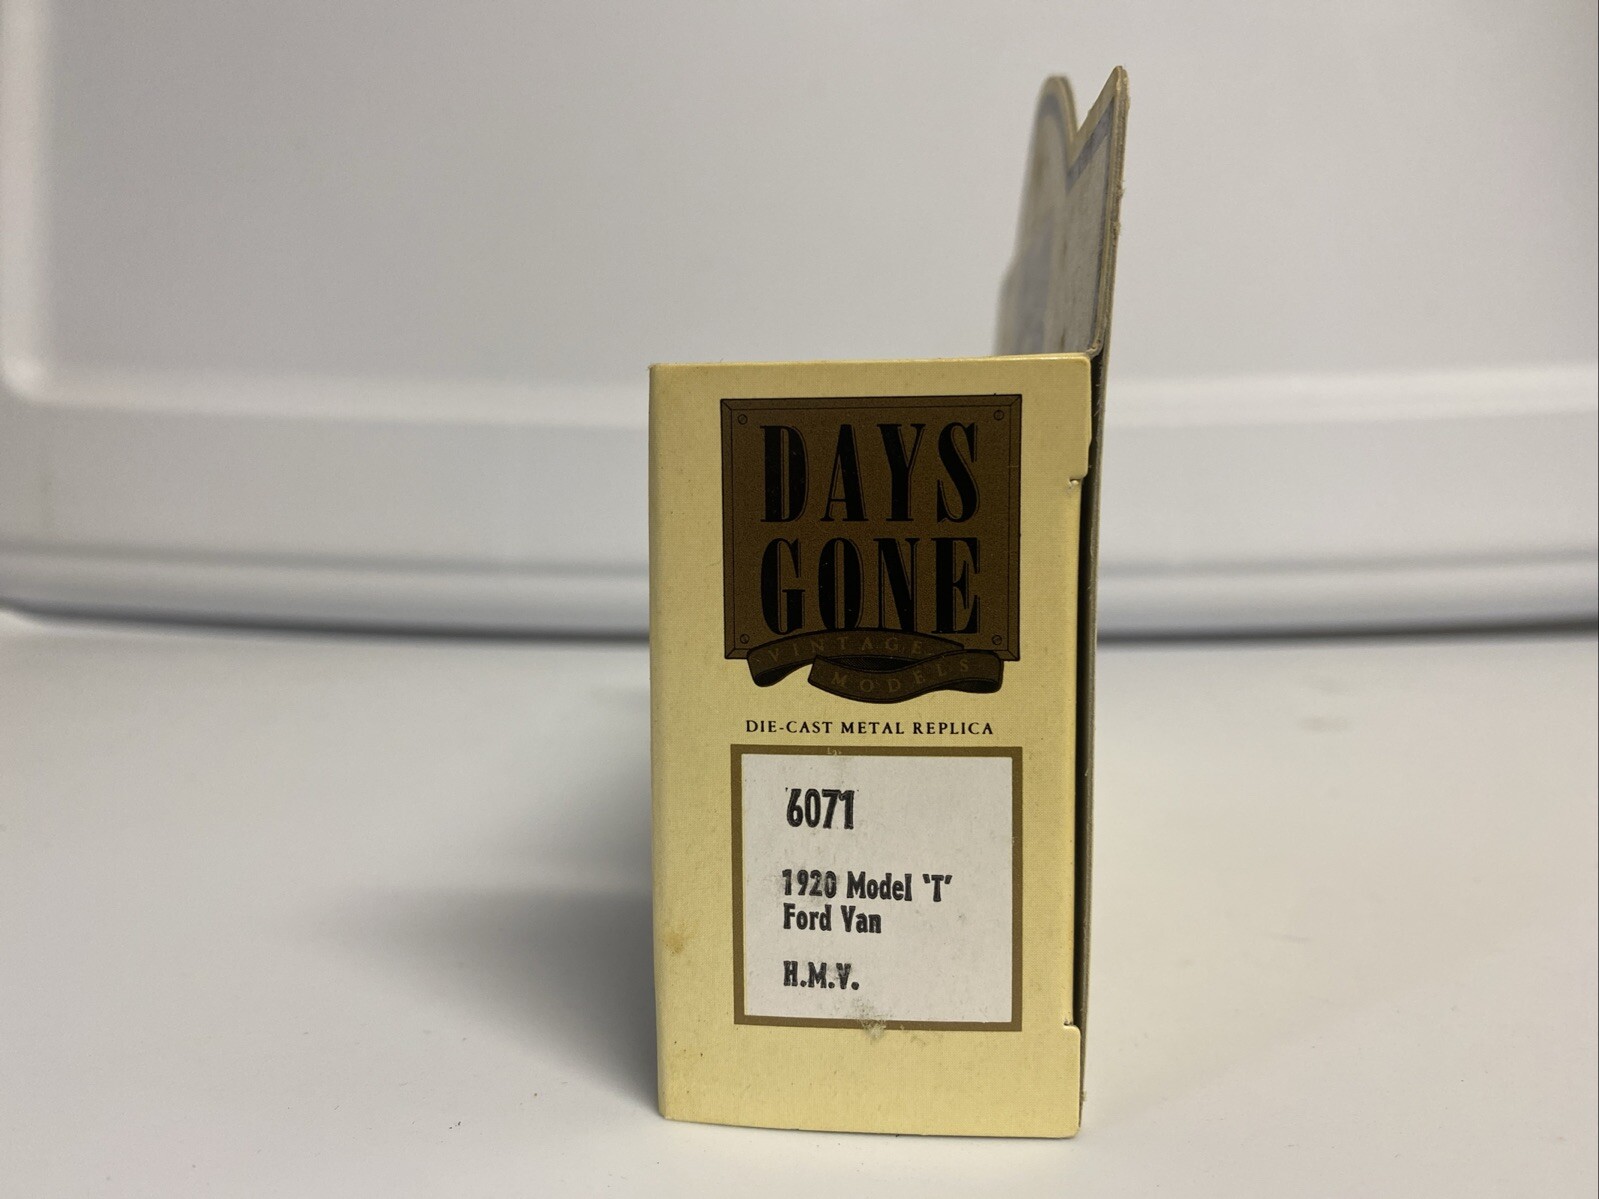 DAYS
GONE
VINTAGE
MODELS
DIE-CAST METAL REPLICA
6071
1920 Model 'T'
Ford Van
H.M.V.